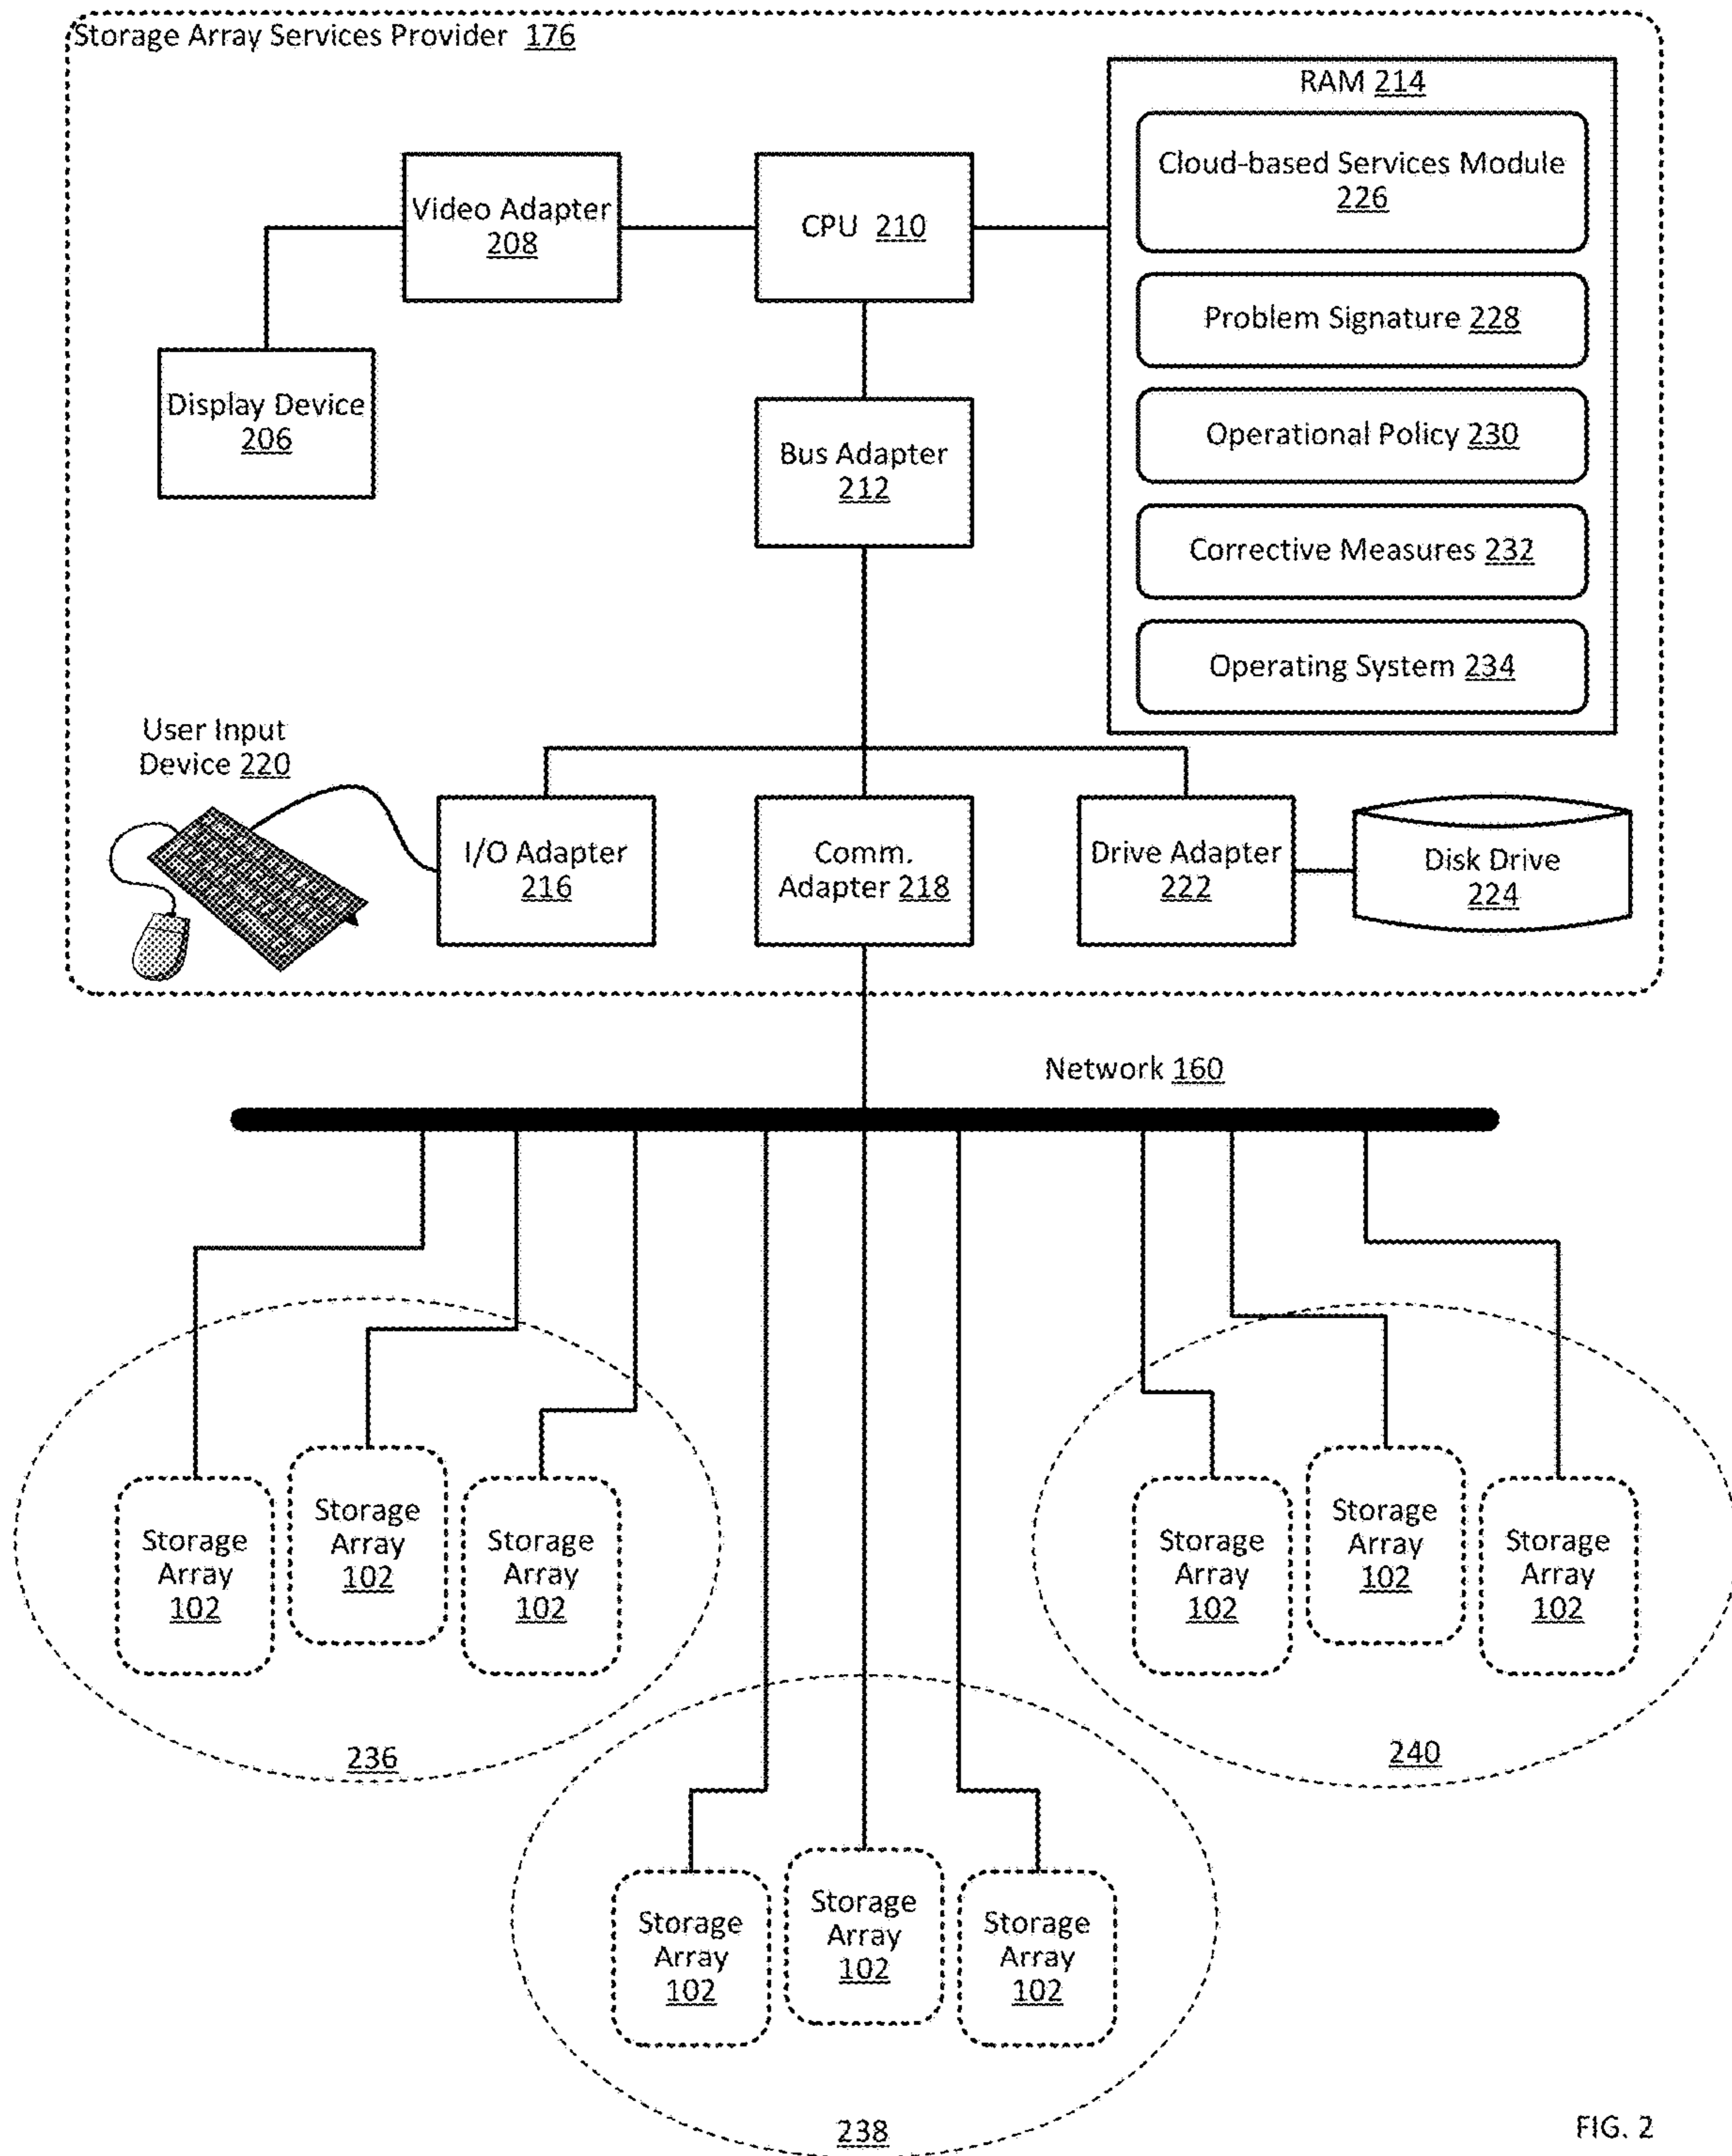 Storage Array Services Provider 176
RAM 214
Cloud-based Services Module
226
Video Adapter
208
CPU 210
Problem Signature 228
Display Device
206
Operational Policy 230
Bus Adapter
212
Corrective Measures 232
Operating System 234
User Input
Device 220
I/O Adapter
216
Comm.
Adapter 218
Drive Adapter
222
Disk Drive
224
Network 160
Storage
Array
102
Storage
Array
102
Storage
Array
102
236
Storage
Array
102
Storage
Array
102
Storage
Array
102
240
Storage
Array
102
Storage
Array
102
Storage
Array
102
238
FIG. 2